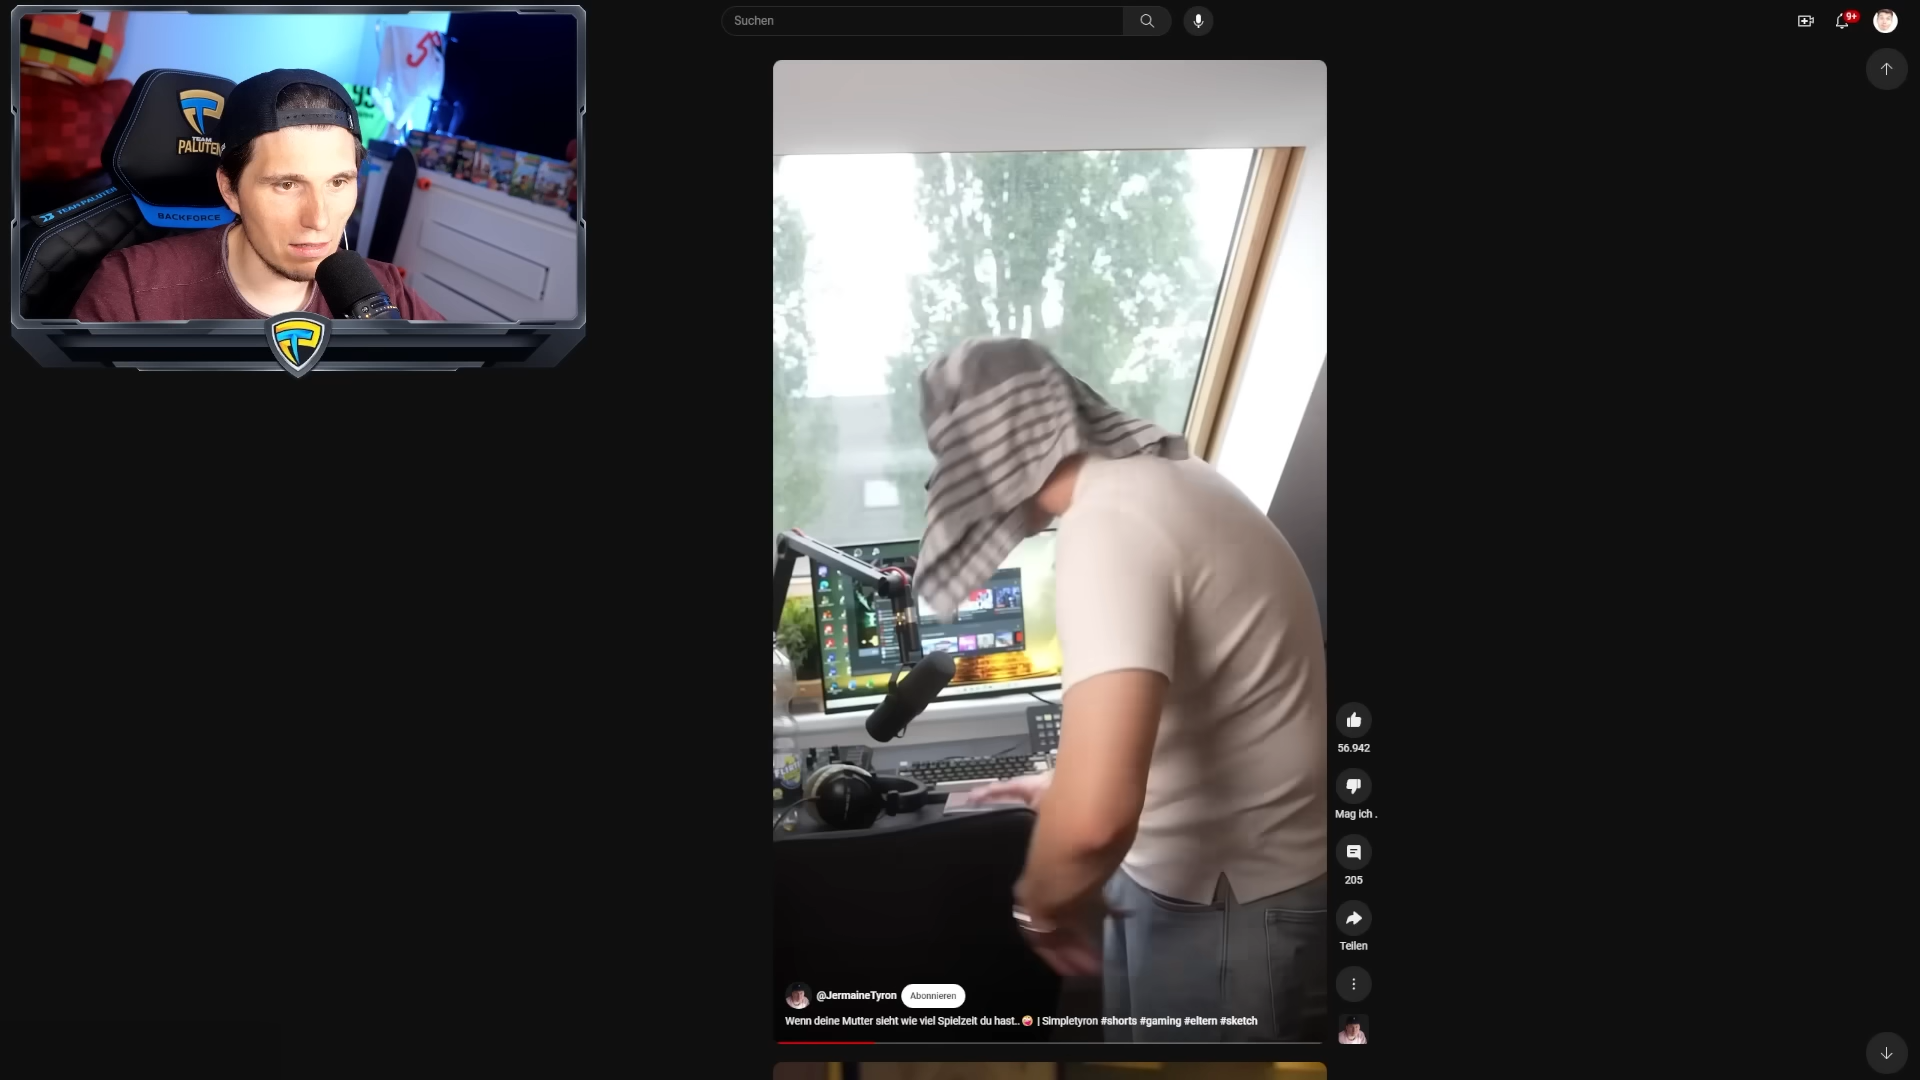 Suchen
9+
TEAM
PALUTEN
TEAM PALUTEN
BACKFORCE
56.942
Mag ich .
205
Teilen
@JermaineTyron
Abonnieren
Wenn deine Mutter sieht wie viel Spielzeit du hast..🤪 | Simpletyron #shorts #gaming #eltern #sketch